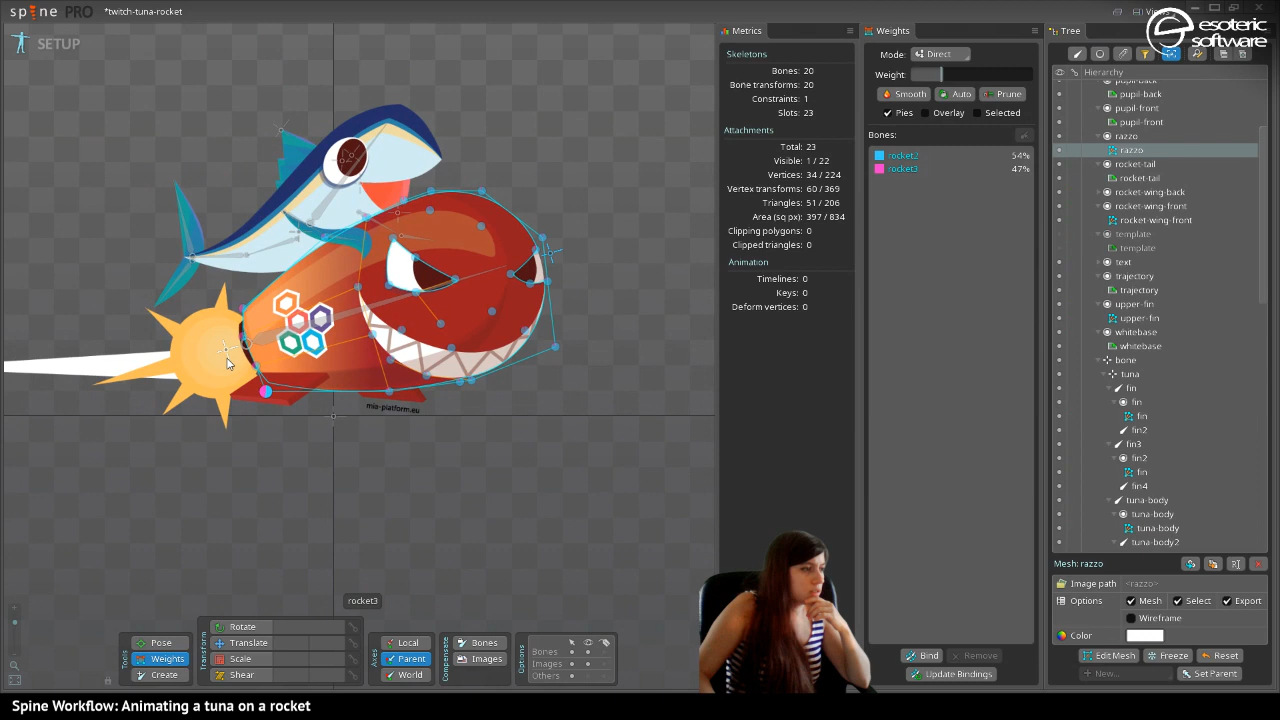 spine PRO *twitch-tuna-rocket
Views
esoteric
software
SETUP
Metrics
Skeletons
Bones: 20
Bone transforms: 20
Constraints: 1
Slots: 23
Attachments
Total: 23
Visible: 1 / 22
Vertices: 34 / 224
Vertex transforms: 60 / 369
Triangles: 51 / 206
Area (sq px): 397 / 834
Clipping polygons: 0
Clipped triangles: 0
Animation
Timelines: 0
Keys: 0
Deform vertices: 0
Weights
Mode: Direct
Weight:
Smooth Auto Prune
Pies Overlay Selected
Bones:
rocket2 54%
rocket3 47%
Bind Remove
Update Bindings
Tree
Hierarchy
pupil-back
pupil-back
pupil-front
pupil-front
razzo
razzo
rocket-tail
rocket-tail
rocket-wing-back
rocket-wing-front
rocket-wing-front
template
template
text
trajectory
trajectory
upper-fin
upper-fin
whitebase
whitebase
bone
tuna
fin
fin
fin
fin2
fin3
fin2
fin
fin4
tuna-body
tuna-body
tuna-body
tuna-body2
Mesh: razzo
Image path <razzo>
Options Mesh Select Export
Wireframe
Color
Edit Mesh Freeze Reset
New... Set Parent
mia-platform.eu
rocket3
Tools
Pose
Weights
Create
Transform
Rotate
Translate
Scale
Shear
Axes
Local
Parent
World
Compensate
Bones
Images
Options
Bones
Images
Others
Spine Workflow: Animating a tuna on a rocket